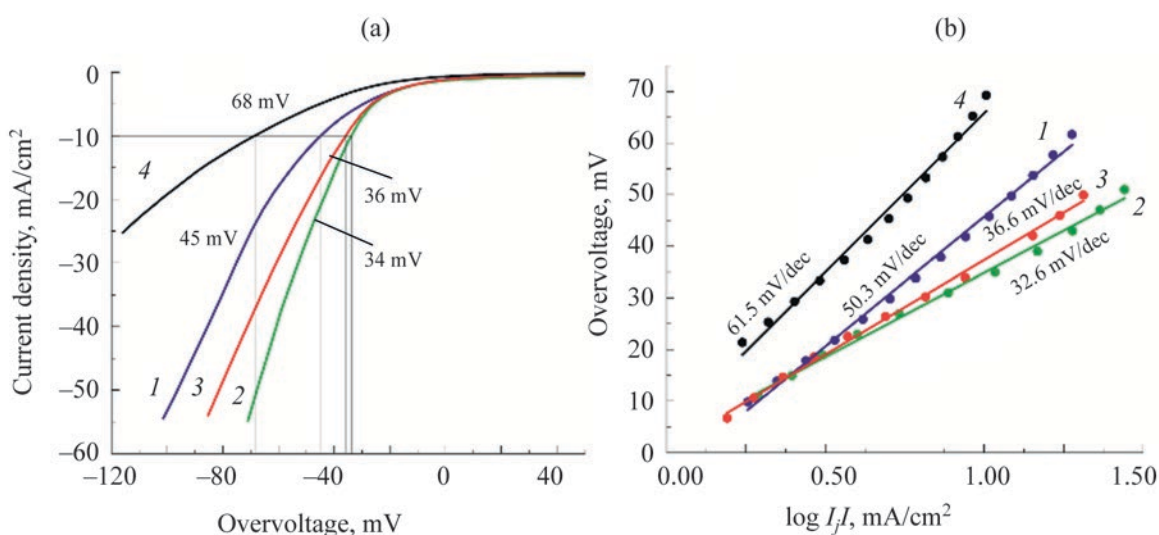 (a)
0
–10
–20
–30
–40
–50
–60
Current density, mA/cm²
–120
–80
–40
0
40
Overvoltage, mV
68 mV
4
36 mV
45 mV
34 mV
1
3
2
(b)
70
60
50
40
30
20
10
0
Overvoltage, mV
0.00
0.50
1.00
1.50
log IjI, mA/cm²
4
1
3
2
61.5 mV/dec
50.3 mV/dec
36.6 mV/dec
32.6 mV/dec